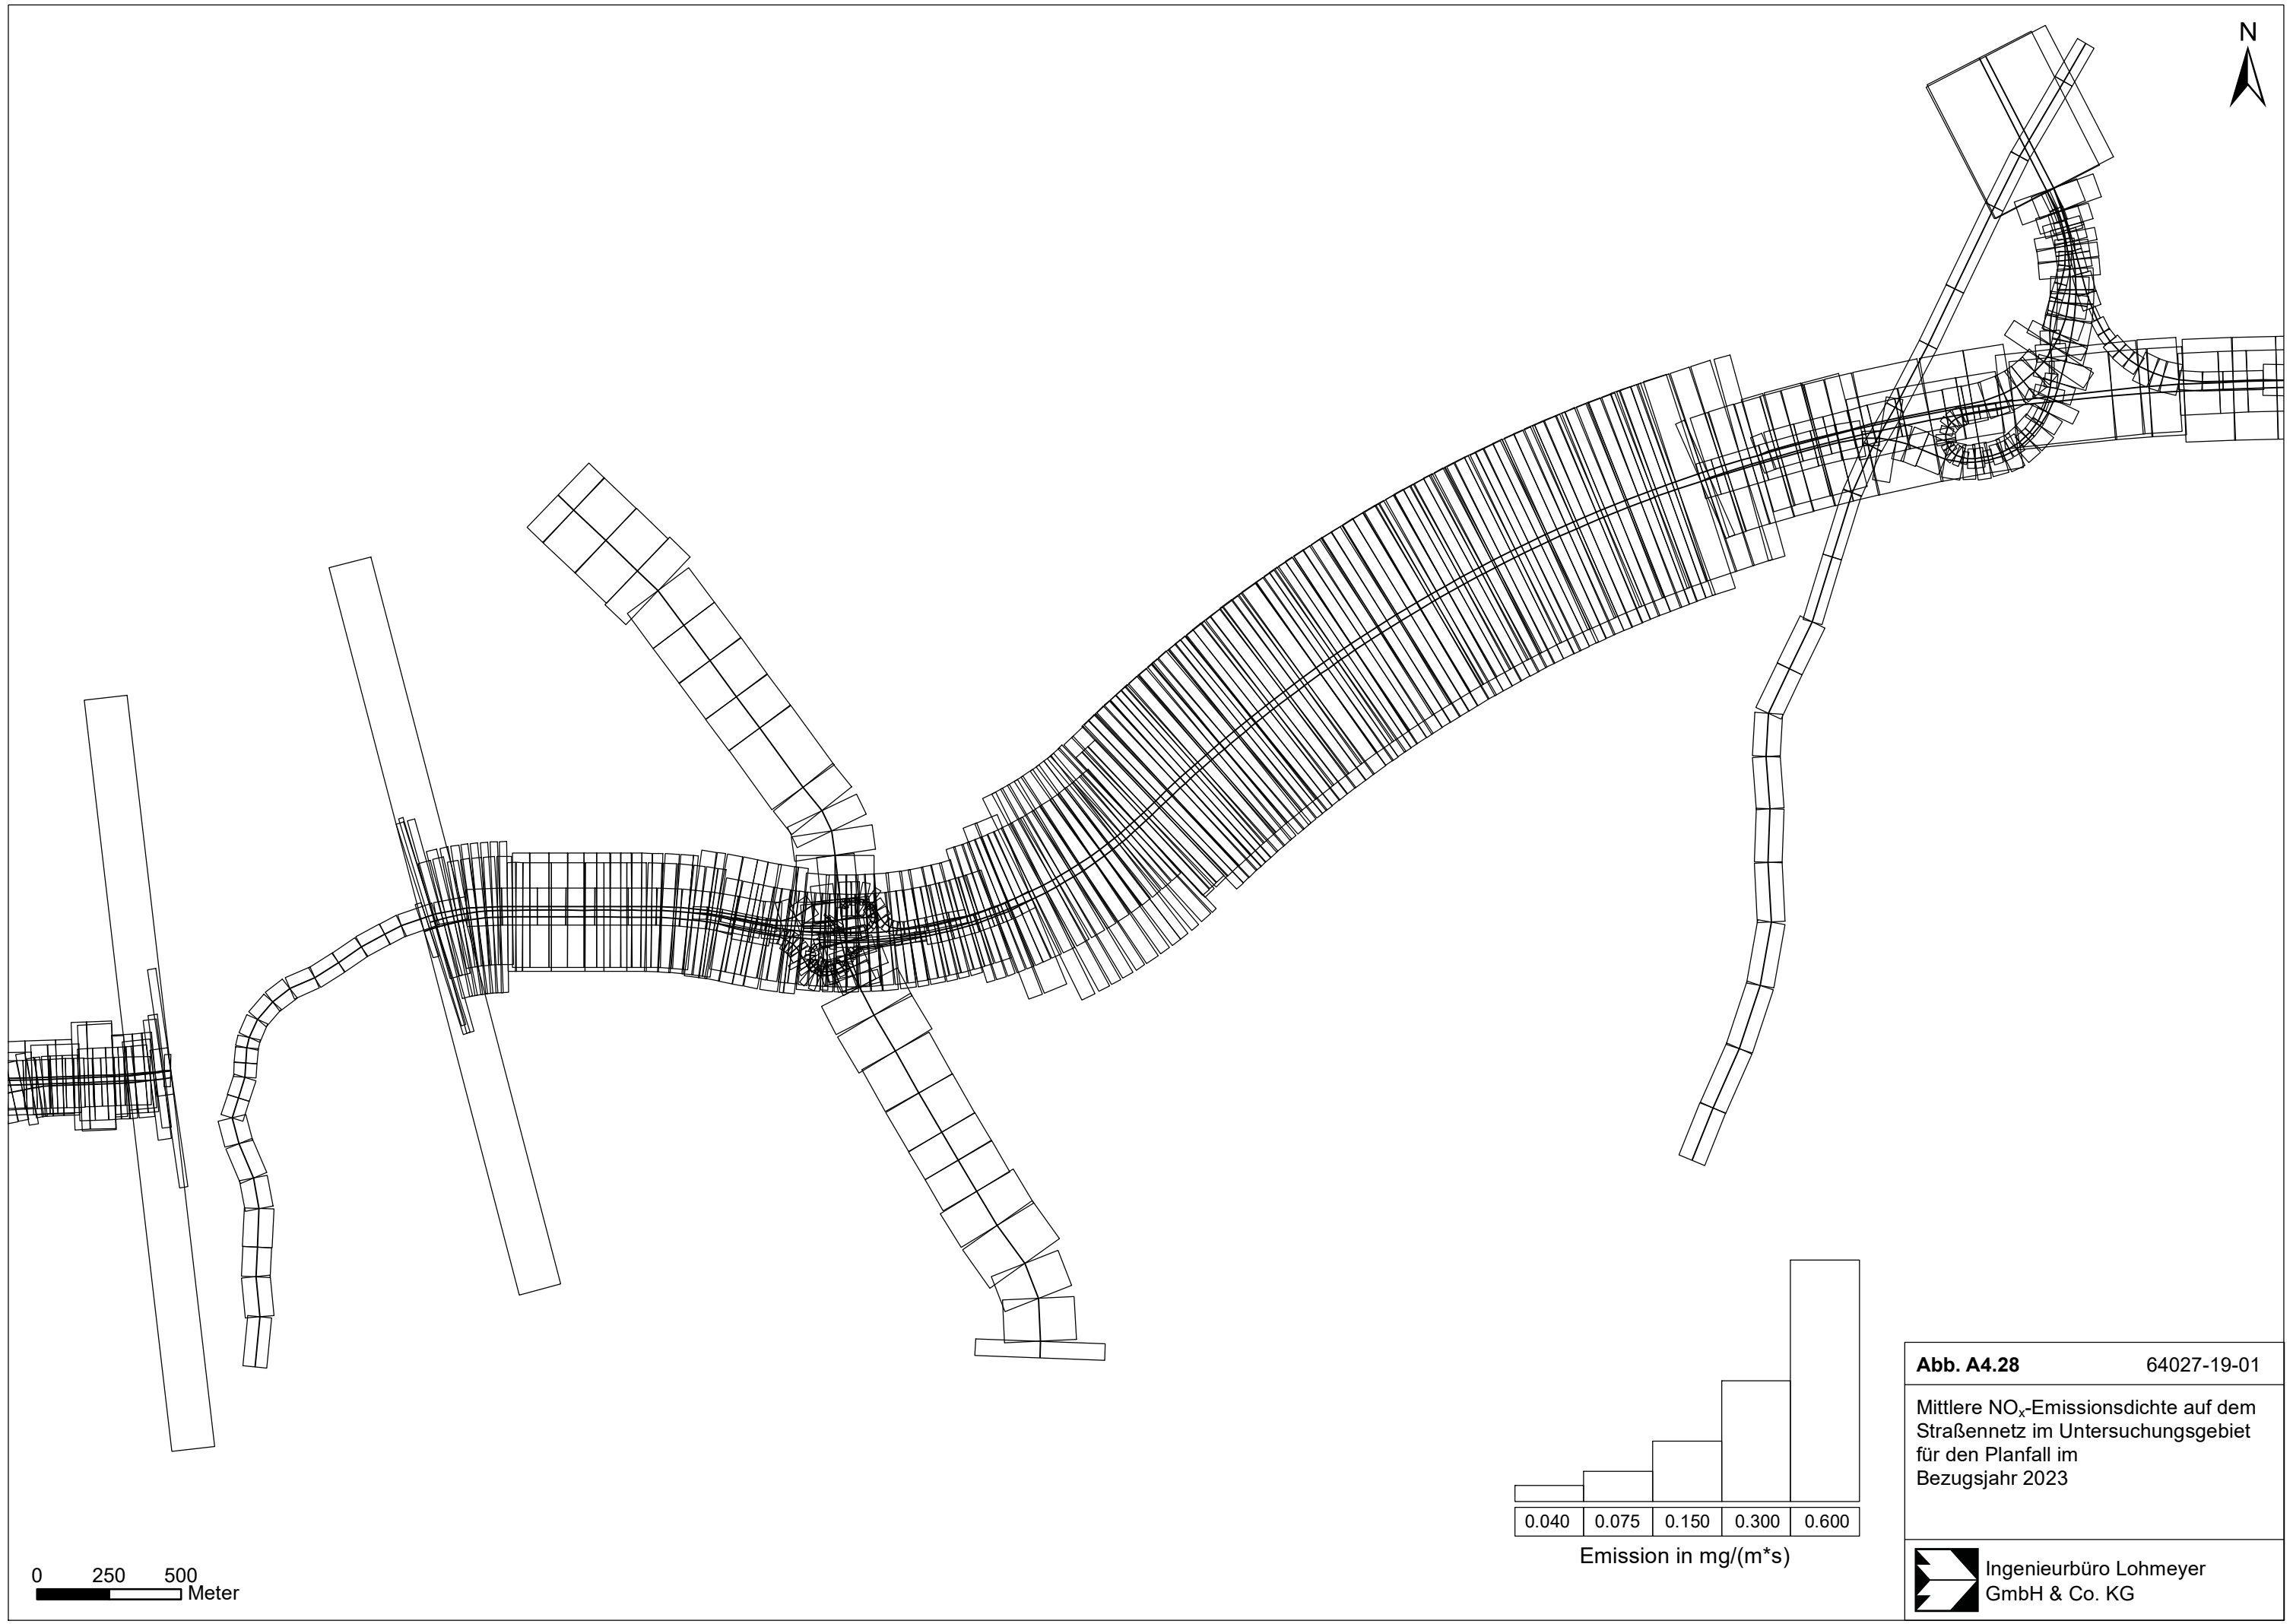 N
0.040 0.075 0.150 0.300 0.600
Emission in mg/(m*s)
0 250 500
Meter
Abb. A4.28 64027-19-01
Mittlere NOx-Emissionsdichte auf dem
Straßennetz im Untersuchungsgebiet
für den Planfall im
Bezugsjahr 2023
Ingenieurbüro Lohmeyer
GmbH & Co. KG